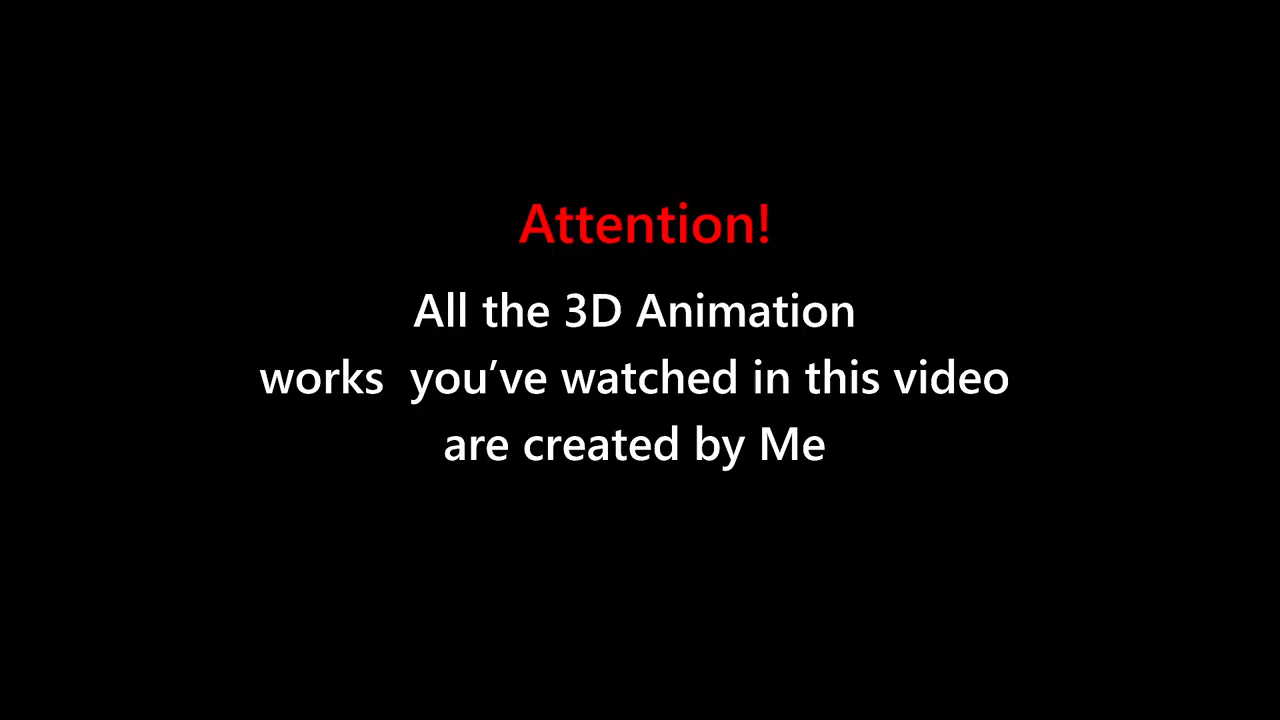 Attention!
All the 3D Animation
works  you’ve watched in this video
are created by Me